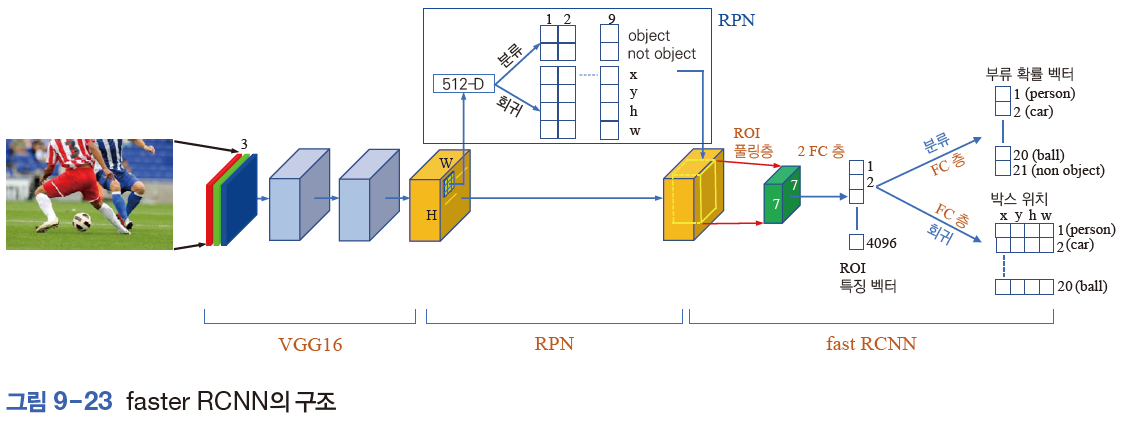 RPN
1 2 9
object
not object
분류
512-D
회귀
x
y
h
w
3
W
H
ROI
풀링층
2 FC 층
7
7
1
2
4096
ROI
특징 벡터
분류
FC 층
FC 층
회귀
부류 확률 벡터
1 (person)
2 (car)
20 (ball)
21 (non object)
박스 위치
x y h w
1 (person)
2 (car)
20 (ball)
VGG16
RPN
fast RCNN
그림 9-23 faster RCNN의 구조